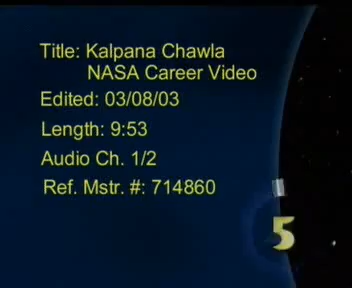 Title: Kalpana Chawla
NASA Career Video
Edited: 03/08/03
Length: 9:53
Audio Ch. 1/2
Ref. Mstr. #: 714860
5